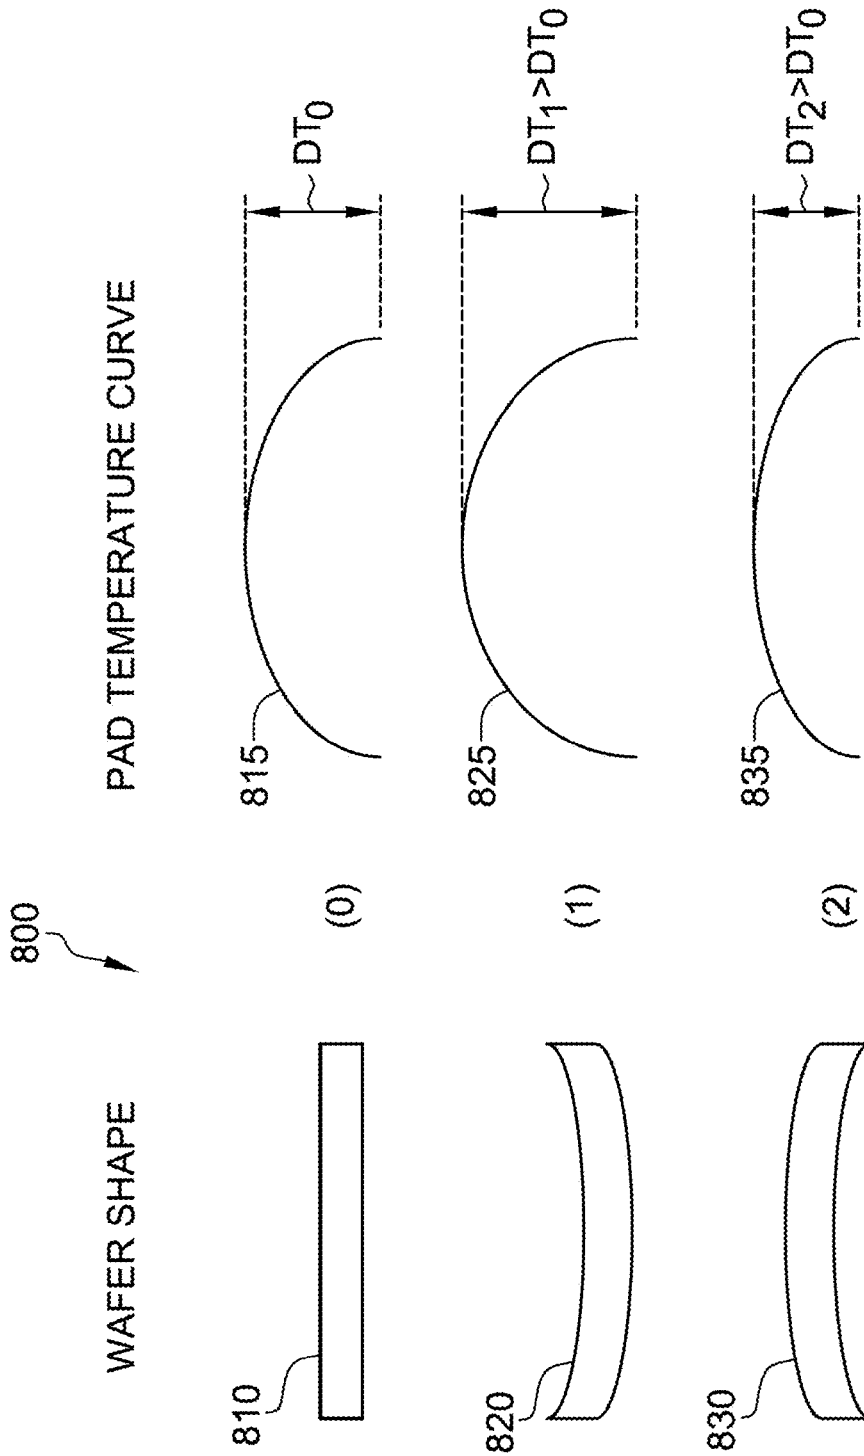 800
WAFER SHAPE
PAD TEMPERATURE CURVE
810
(0)
815
DT0
820
(1)
825
DT1>DT0
830
(2)
835
DT2>DT0